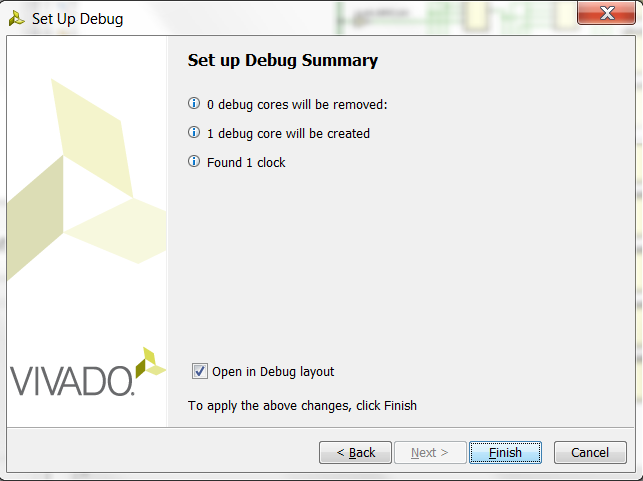 Set Up Debug
Set up Debug Summary
0 debug cores will be removed:
1 debug core will be created
Found 1 clock
VIVADO.
Open in Debug layout
To apply the above changes, click Finish
< Back Next > Finish Cancel